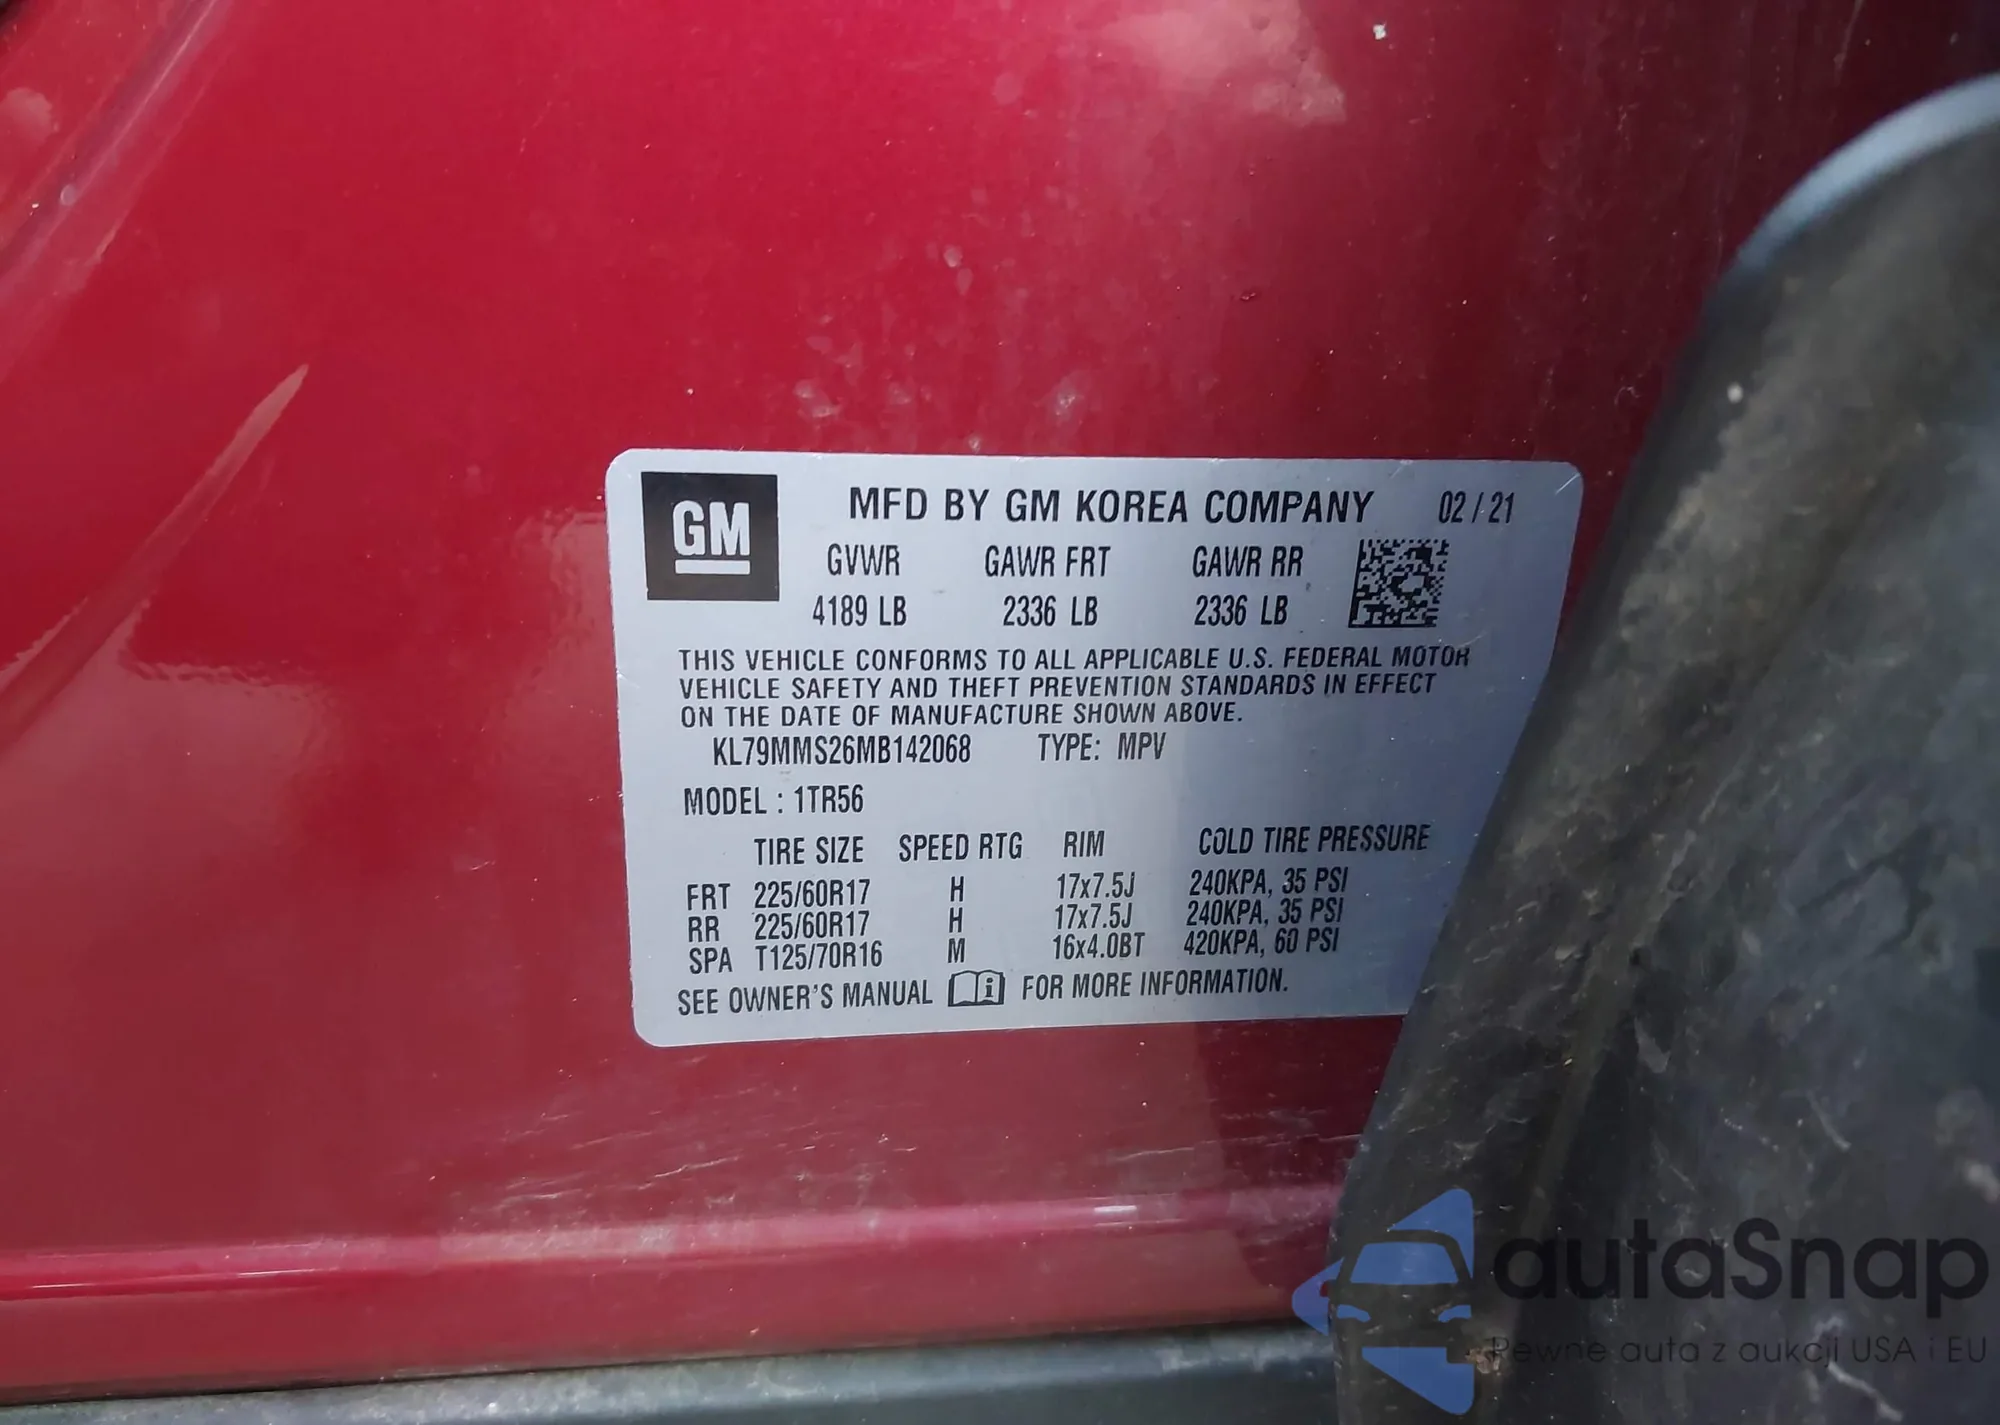 GM
MFD BY GM KOREA COMPANY 02 / 21
GVWR GAWR FRT GAWR RR
4189 LB 2336 LB 2336 LB
THIS VEHICLE CONFORMS TO ALL APPLICABLE U.S. FEDERAL MOTOR
VEHICLE SAFETY AND THEFT PREVENTION STANDARDS IN EFFECT
ON THE DATE OF MANUFACTURE SHOWN ABOVE.
KL79MMS26MB142068 TYPE: MPV
MODEL : 1TR56
TIRE SIZE SPEED RTG RIM COLD TIRE PRESSURE
FRT 225/60R17 H 17x7.5J 240KPA, 35 PSI
RR 225/60R17 H 17x7.5J 240KPA, 35 PSI
SPA T125/70R16 M 16x4.0BT 420KPA, 60 PSI
SEE OWNER'S MANUAL i FOR MORE INFORMATION.
autaSnap
Pewne auta z aukcji USA i EU